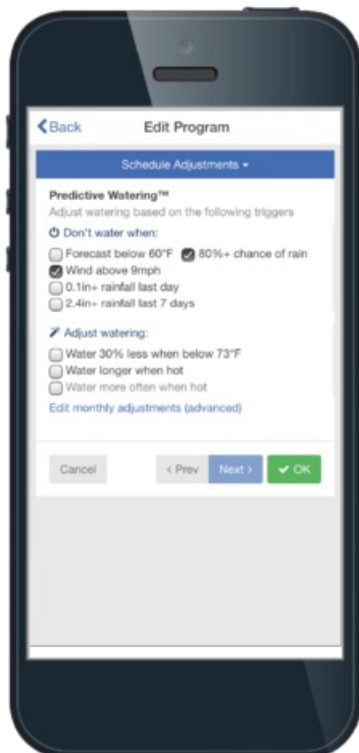 Back Edit Program
Schedule Adjustments
Predictive Watering™
Adjust watering based on the following triggers
Don't water when:
Forecast below 60°F 80%+ chance of rain
Wind above 9mph
0.1in+ rainfall last day
2.4in+ rainfall last 7 days
Adjust watering:
Water 30% less when below 73°F
Water longer when hot
Water more often when hot
Edit monthly adjustments (advanced)
Cancel < Prev Next > OK